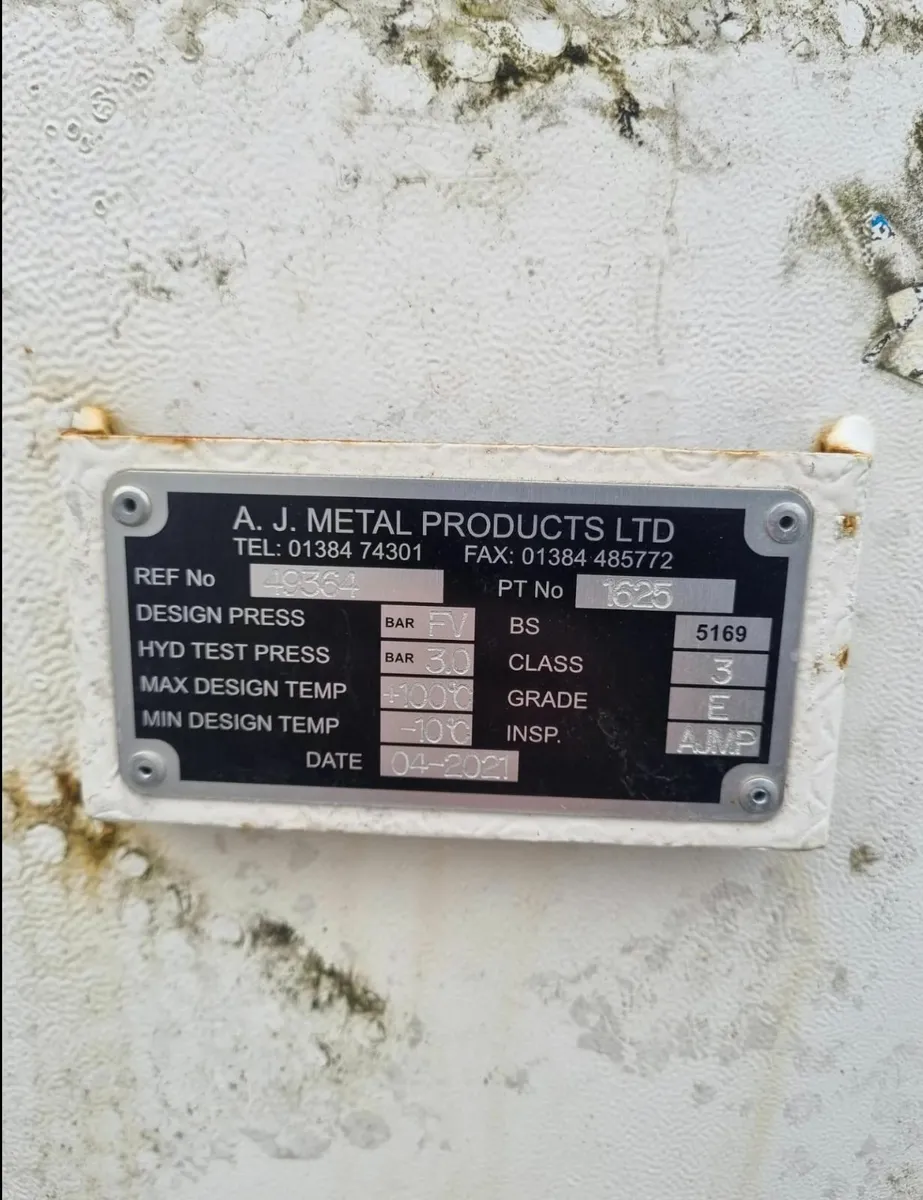 A. J. METAL PRODUCTS LTD
TEL: 01384 74301 FAX: 01384 485772
REF No 49364 PT No 1625
DESIGN PRESS BAR FV BS 5169
HYD TEST PRESS BAR 3.0 CLASS 3
MAX DESIGN TEMP +100°C GRADE E
MIN DESIGN TEMP -10°C INSP. AJMP
DATE 04-2021